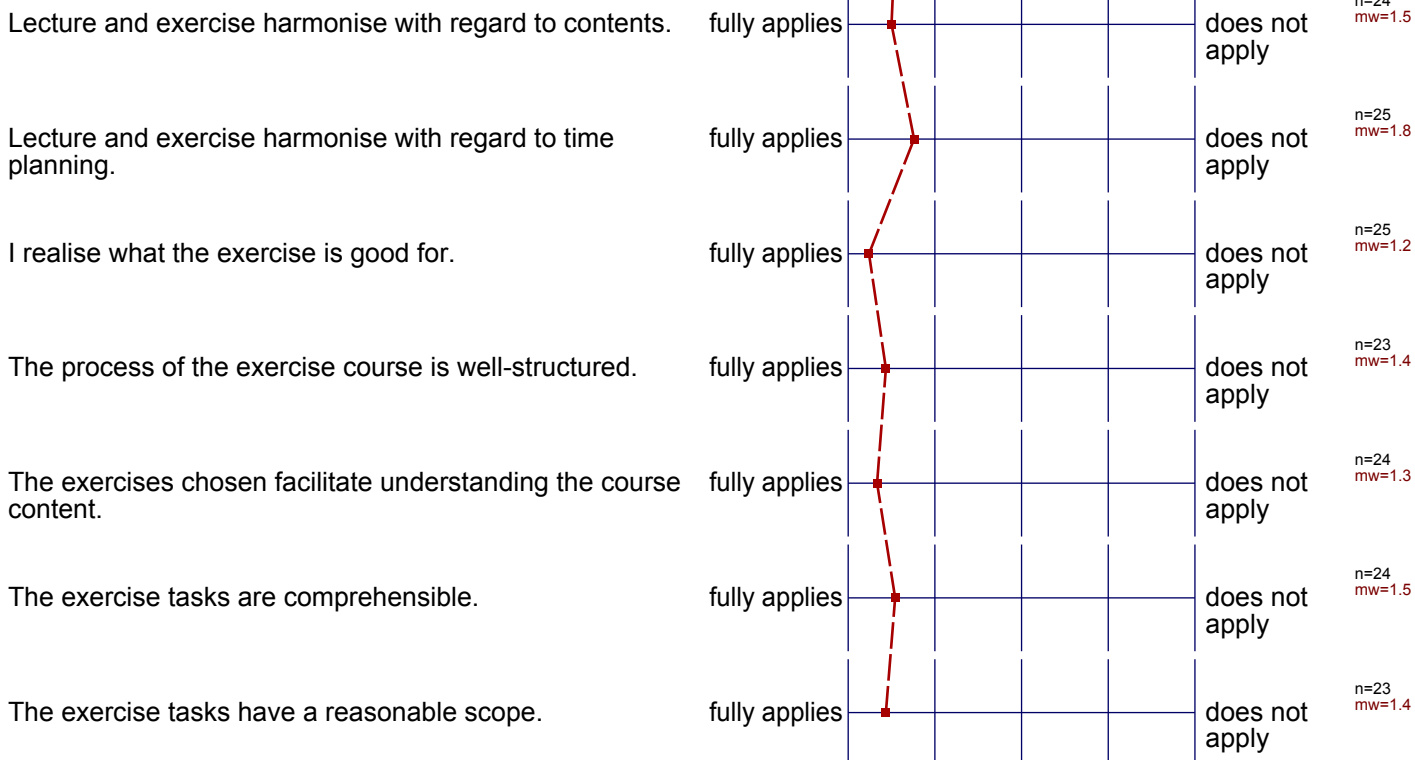 Lecture and exercise harmonise with regard to contents. fully applies does not
apply
n=24
mw=1.5
Lecture and exercise harmonise with regard to time
planning.
fully applies does not
apply
n=25
mw=1.8
I realise what the exercise is good for. fully applies does not
apply
n=25
mw=1.2
The process of the exercise course is well-structured. fully applies does not
apply
n=23
mw=1.4
The exercises chosen facilitate understanding the course
content.
fully applies does not
apply
n=24
mw=1.3
The exercise tasks are comprehensible. fully applies does not
apply
n=24
mw=1.5
The exercise tasks have a reasonable scope. fully applies does not
apply
n=23
mw=1.4